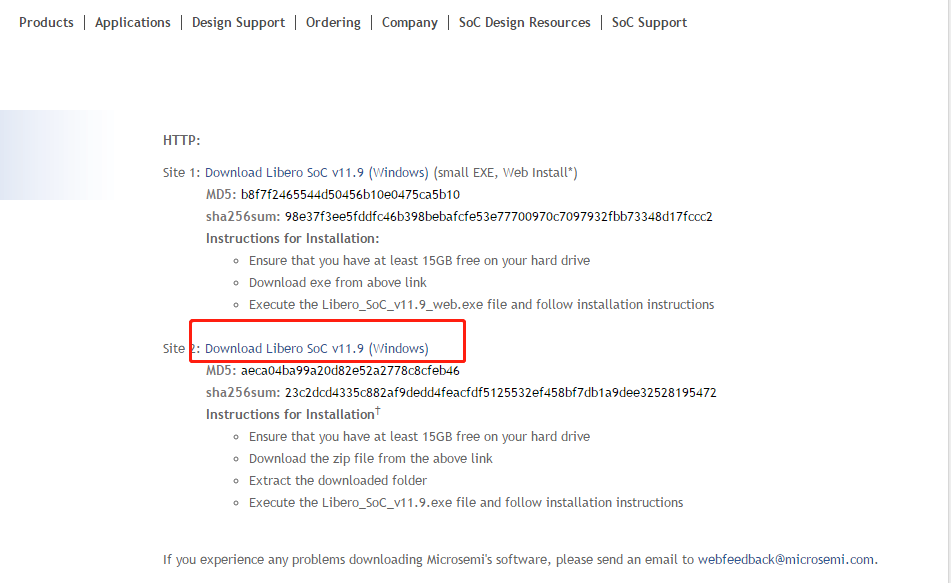 Products | Applications | Design Support | Ordering | Company | SoC Design Resources | SoC Support
HTTP:
Site 1: Download Libero SoC v11.9 (Windows) (small EXE, Web Install*)
MD5: b8f7f2465544d50456b10e0475ca5b10
sha256sum: 98e37f3ee5fddfc46b398bebafcfe53e77700970c7097932fbb73348d17fccc2
Instructions for Installation:
◦ Ensure that you have at least 15GB free on your hard drive
◦ Download exe from above link
◦ Execute the Libero_SoC_v11.9_web.exe file and follow installation instructions
Site 2: Download Libero SoC v11.9 (Windows)
MD5: aeca04ba99a20d82e52a2778c8cfeb46
sha256sum: 23c2dcd4335c882af9dedd4feacfdf5125532ef458bf7db1a9dee32528195472
Instructions for Installation†
◦ Ensure that you have at least 15GB free on your hard drive
◦ Download the zip file from the above link
◦ Extract the downloaded folder
◦ Execute the Libero_SoC_v11.9.exe file and follow installation instructions
If you experience any problems downloading Microsemi's software, please send an email to webfeedback@microsemi.com.